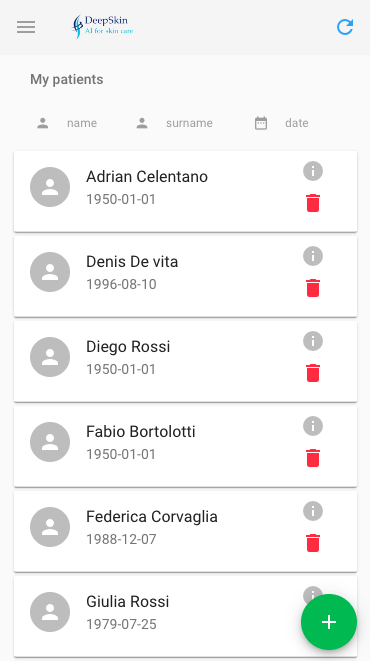 DeepSkin
AI for skin care
My patients
name surname date
Adrian Celentano
1950-01-01
Denis De vita
1996-08-10
Diego Rossi
1950-01-01
Fabio Bortolotti
1950-01-01
Federica Corvaglia
1988-12-07
Giulia Rossi
1979-07-25